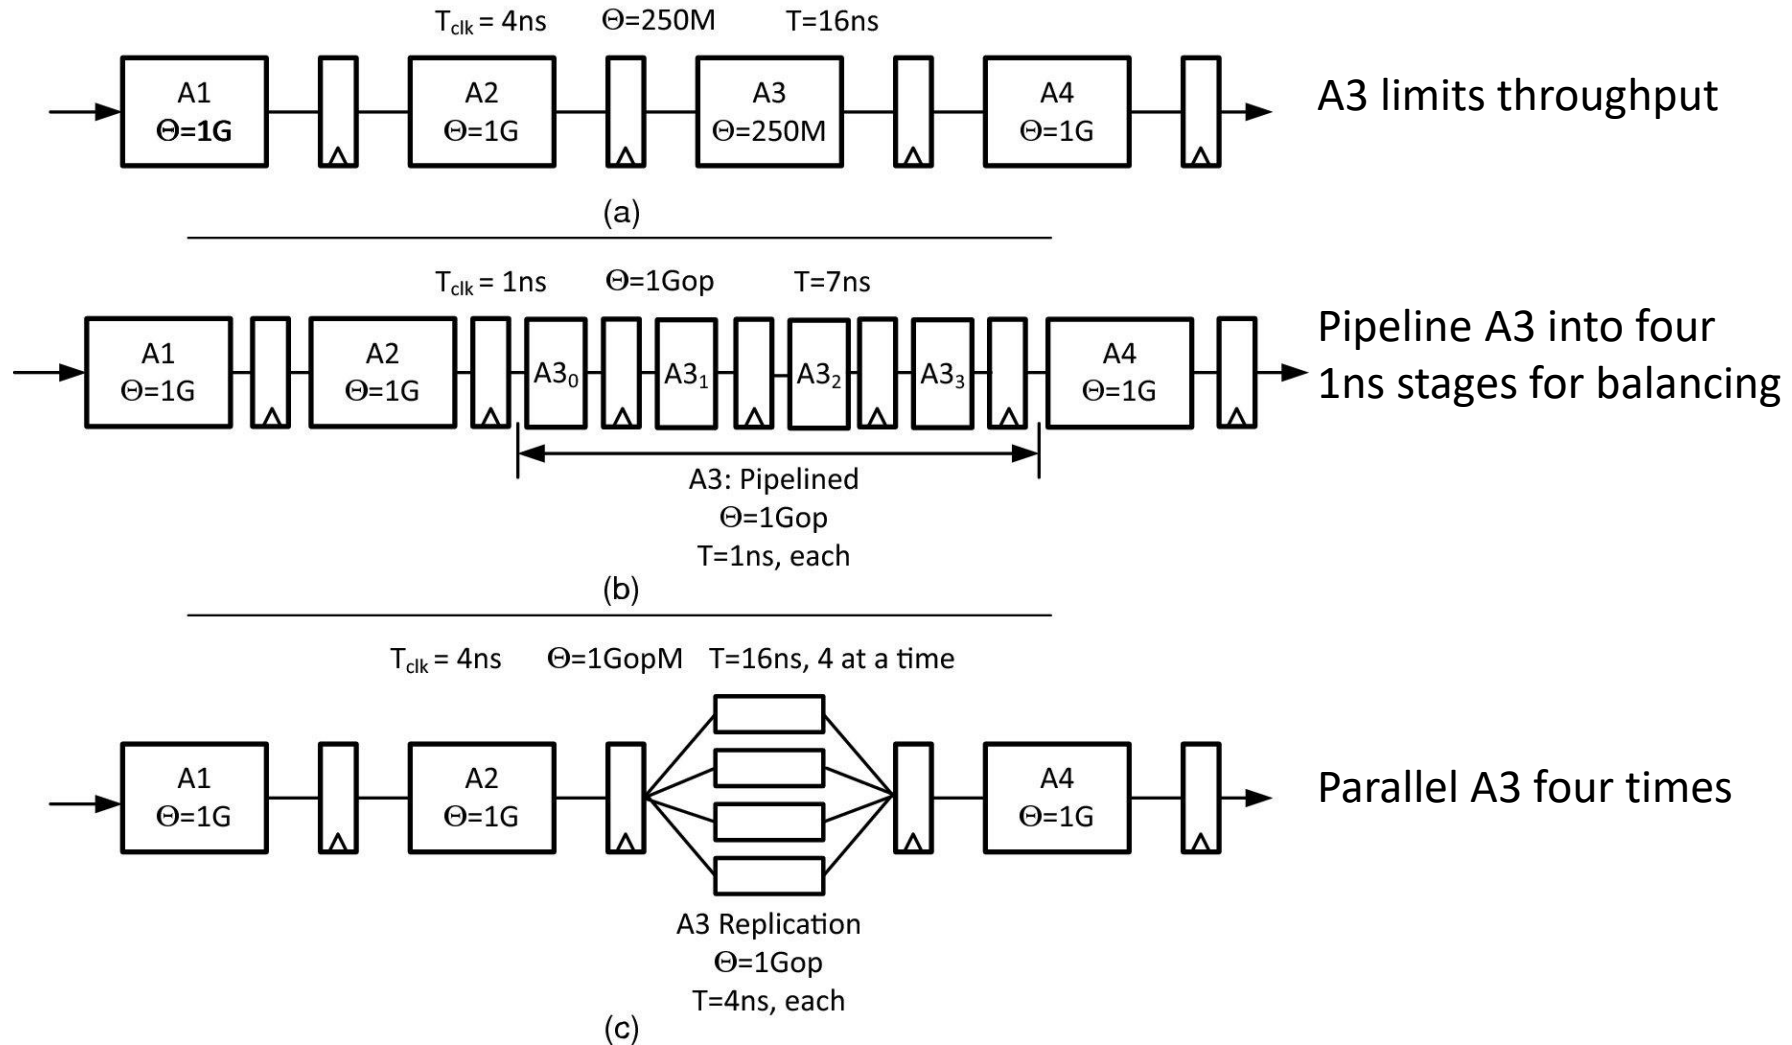 T_clk = 4ns Θ=250M T=16ns
A1 A2 A3 A4
Θ=1G Θ=1G Θ=250M Θ=1G
A3 limits throughput
(a)
T_clk = 1ns Θ=1Gop T=7ns
A1 A2 A3₀ A3₁ A3₂ A3₃ A4
Θ=1G Θ=1G Θ=1G
Pipeline A3 into four
1ns stages for balancing
A3: Pipelined
Θ=1Gop
T=1ns, each
(b)
T_clk = 4ns Θ=1GopM T=16ns, 4 at a time
A1 A2 A4
Θ=1G Θ=1G Θ=1G
Parallel A3 four times
A3 Replication
Θ=1Gop
T=4ns, each
(c)